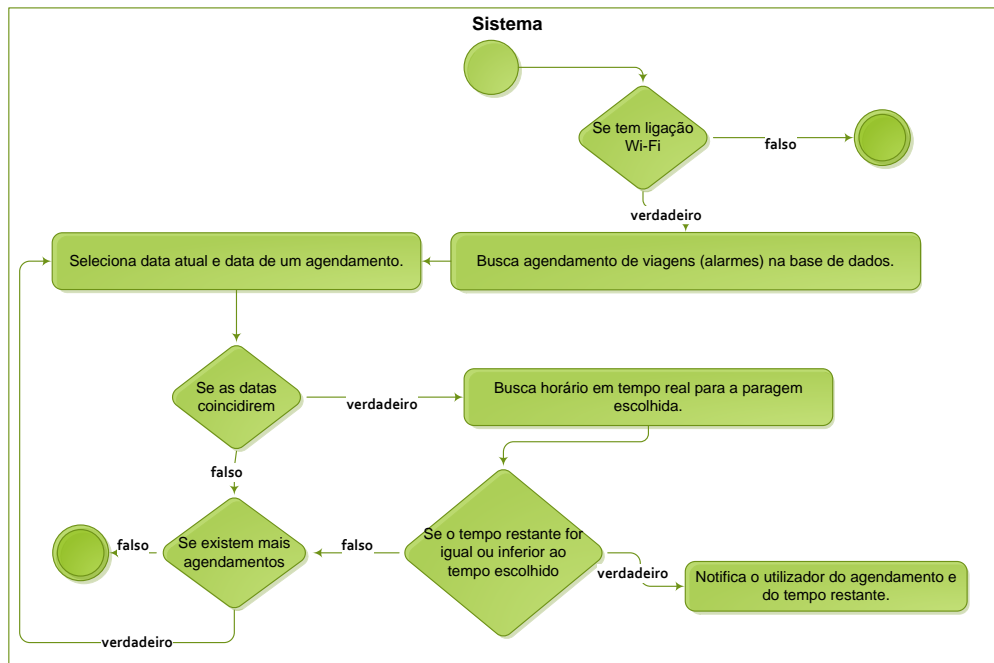 Sistema
Se tem ligação
Wi-Fi
falso
verdadeiro
Seleciona data atual e data de um agendamento.
Busca agendamento de viagens (alarmes) na base de dados.
Se as datas
coincidirem
verdadeiro
Busca horário em tempo real para a paragem
escolhida.
falso
Se existem mais
agendamentos
falso
falso
Se o tempo restante for
igual ou inferior ao
tempo escolhido
verdadeiro
Notifica o utilizador do agendamento e
do tempo restante.
verdadeiro